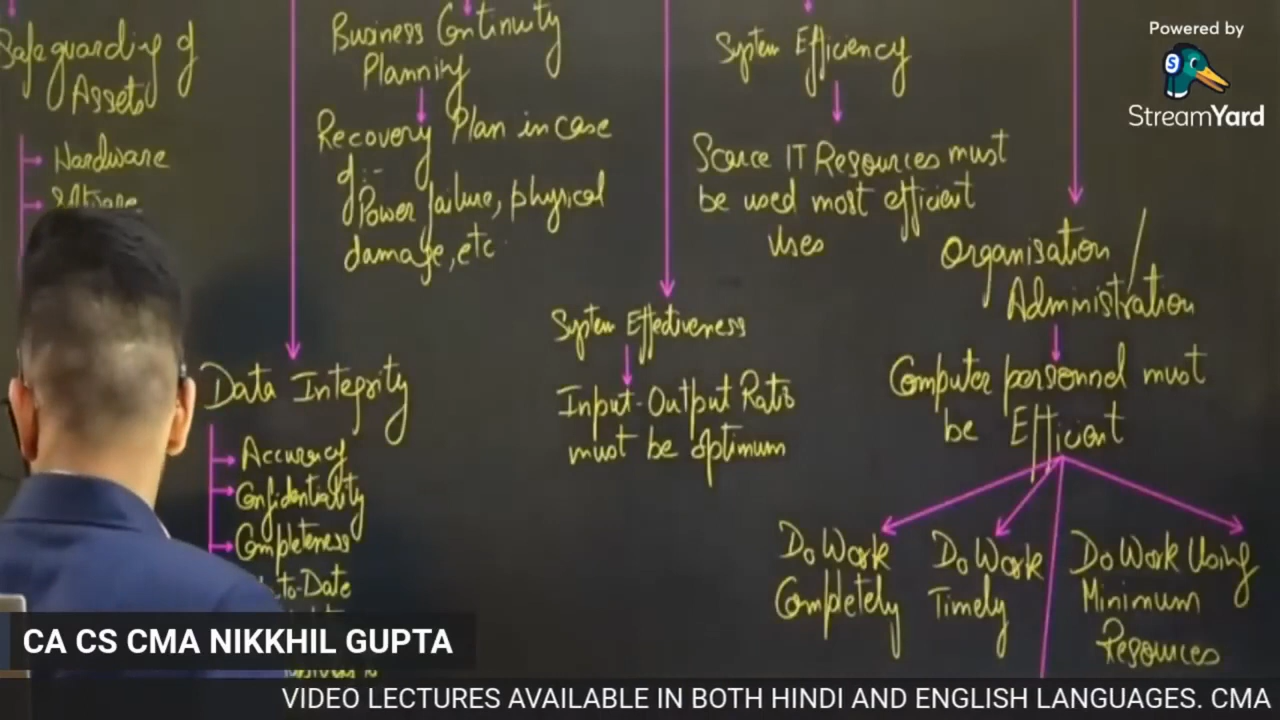 Safeguarding of
Assets
Hardware
Software
Business Continuity
Planning
Recovery Plan in case
of:-
Power failure, physical
damage, etc.
System Efficiency
Scarce IT Resources must
be used most efficient
Uses
Organisation /
Administration
Computer personnel must
be Efficient
Do Work
Completely
Do Work
Timely
Do Work Using
Minimum
Resources
System Effectiveness
Input-Output Ratio
must be optimum
Data Integrity
Accuracy
Confidentiality
Completeness
to-Date
Powered by
StreamYard
CA CS CMA NIKKHIL GUPTA
VIDEO LECTURES AVAILABLE IN BOTH HINDI AND ENGLISH LANGUAGES. CMA